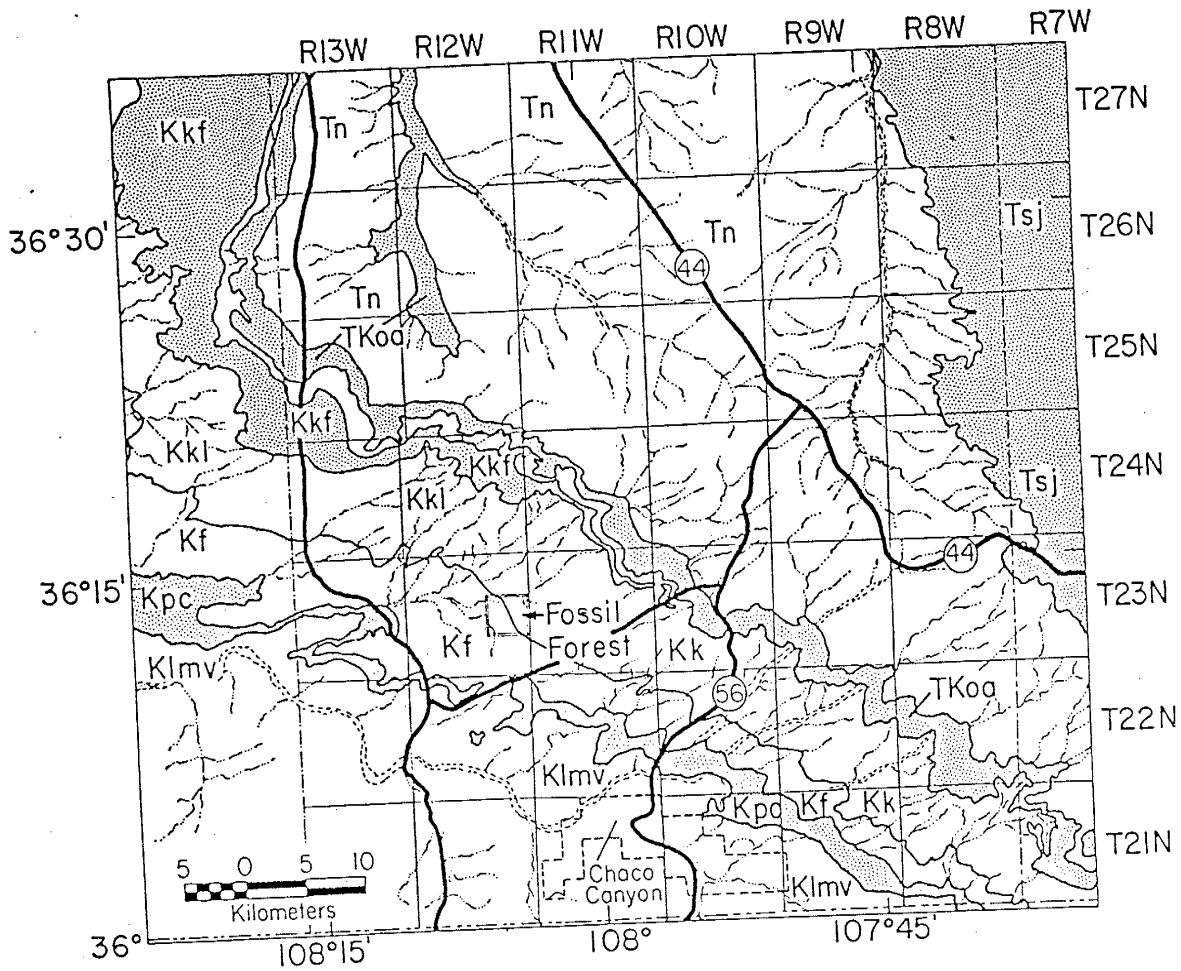 R13W R12W R11W R10W R9W R8W R7W
T27N
Kkf Tn Tn
36°30' Tn Tsj T26N
44
Tn
TKoa T25N
Kkf
Kkl Kkf Tsj T24N
Kkl
Kf 44
36°15' Kpc Fossil T23N
Kf Forest Kk
Klmv TKoa
56 T22N
Klmv
Kpc Kf Kk
T21N
5 0 5 10
Chaco
Canyon Klmv
Kilometers
36° 108°15' 108° 107°45'